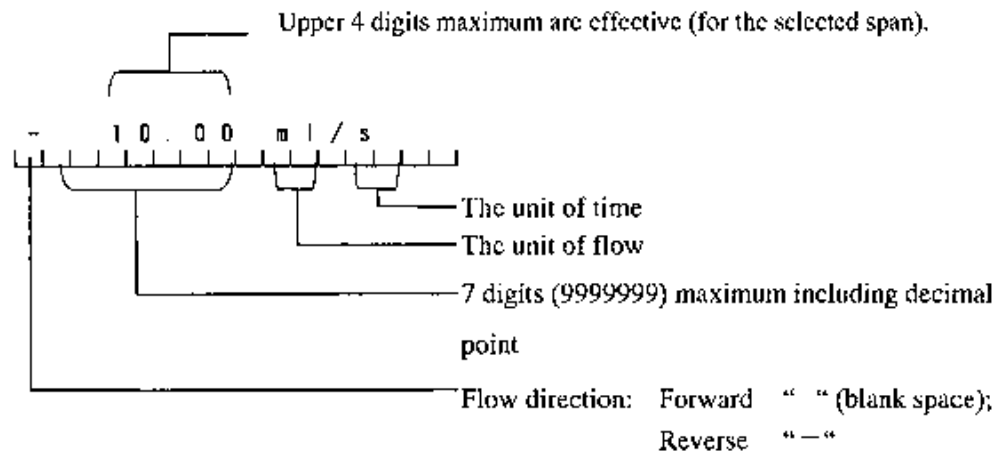 Upper 4 digits maximum are effective (for the selected span).
- 10.00 ml/s
The unit of time
The unit of flow
7 digits (9999999) maximum including decimal
point
Flow direction: Forward “ “ (blank space);
Reverse “−“